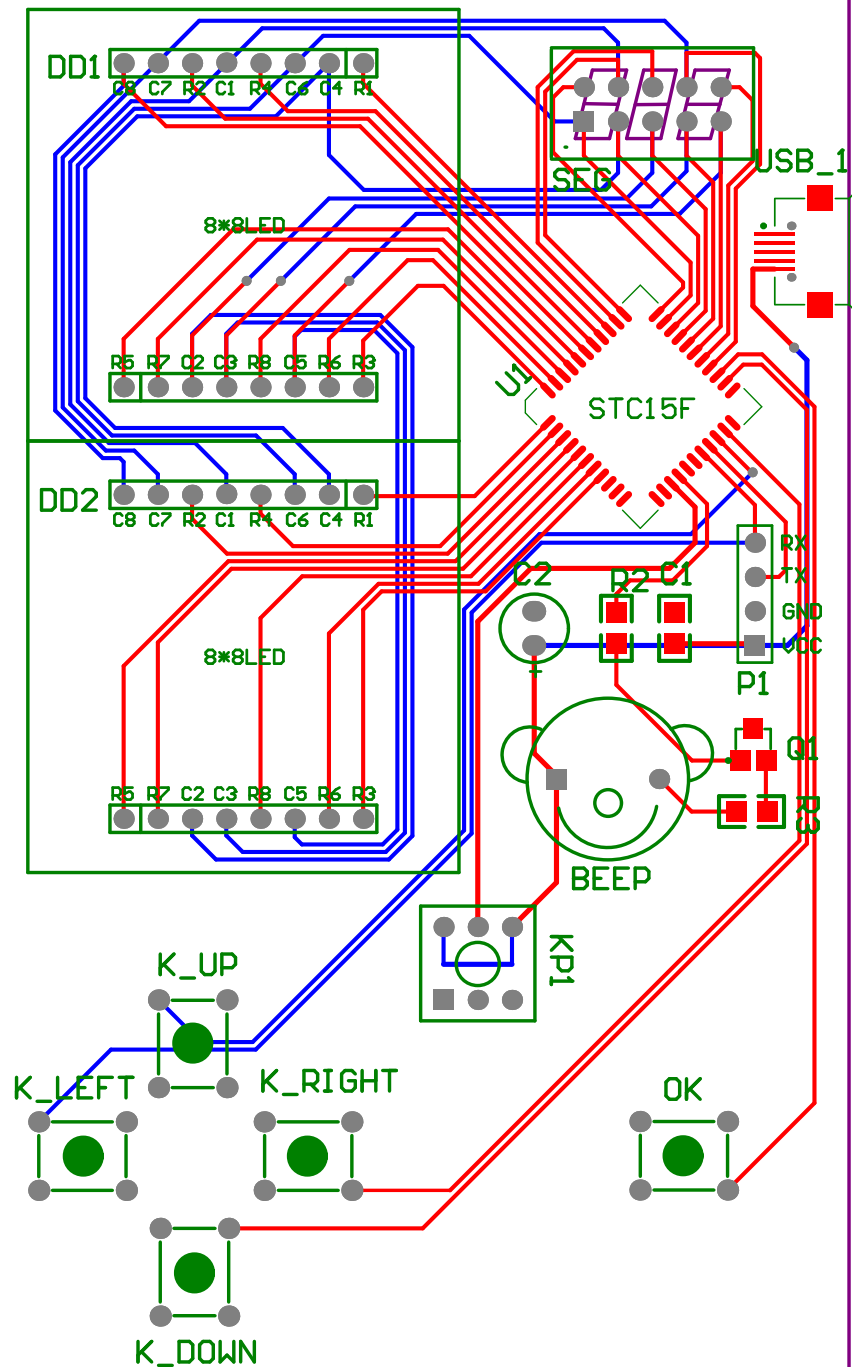 DD1
C8 C7 R2 C1 R4 C6 C4 R1
SEG
USB_1
8*8LED
R5 R7 C2 C3 R8 C5 R6 R3
U1
STC15F
DD2
C8 C7 R2 C1 R4 C6 C4 R1
RX
TX
GND
VCC
C2
R2
C1
+
P1
8*8LED
Q1
R5 R7 C2 C3 R8 C5 R6 R3
R3
BEEP
KP1
K_UP
K_LEFT
K_RIGHT
OK
K_DOWN